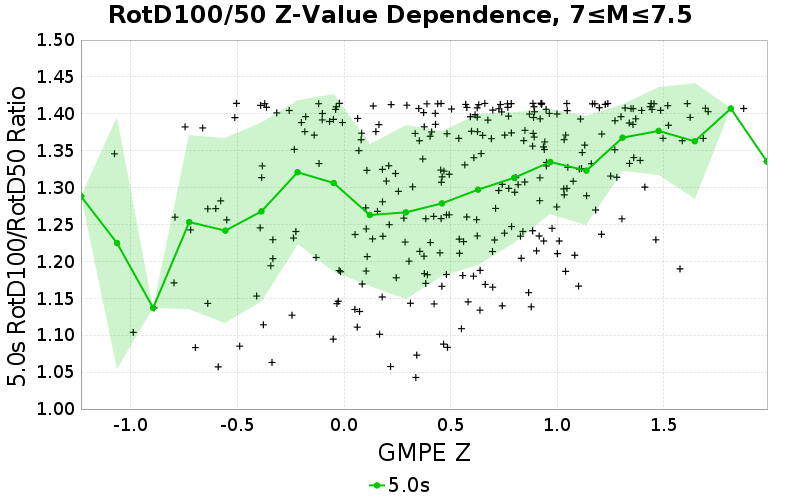 RotD100/50 Z-Value Dependence, 7≤M≤7.5
1.50
1.45
1.40
1.35
1.30
1.25
1.20
1.15
1.10
1.05
1.00
5.0s RotD100/RotD50 Ratio
-1.0 -0.5 0.0 0.5 1.0 1.5
GMPE Z
5.0s